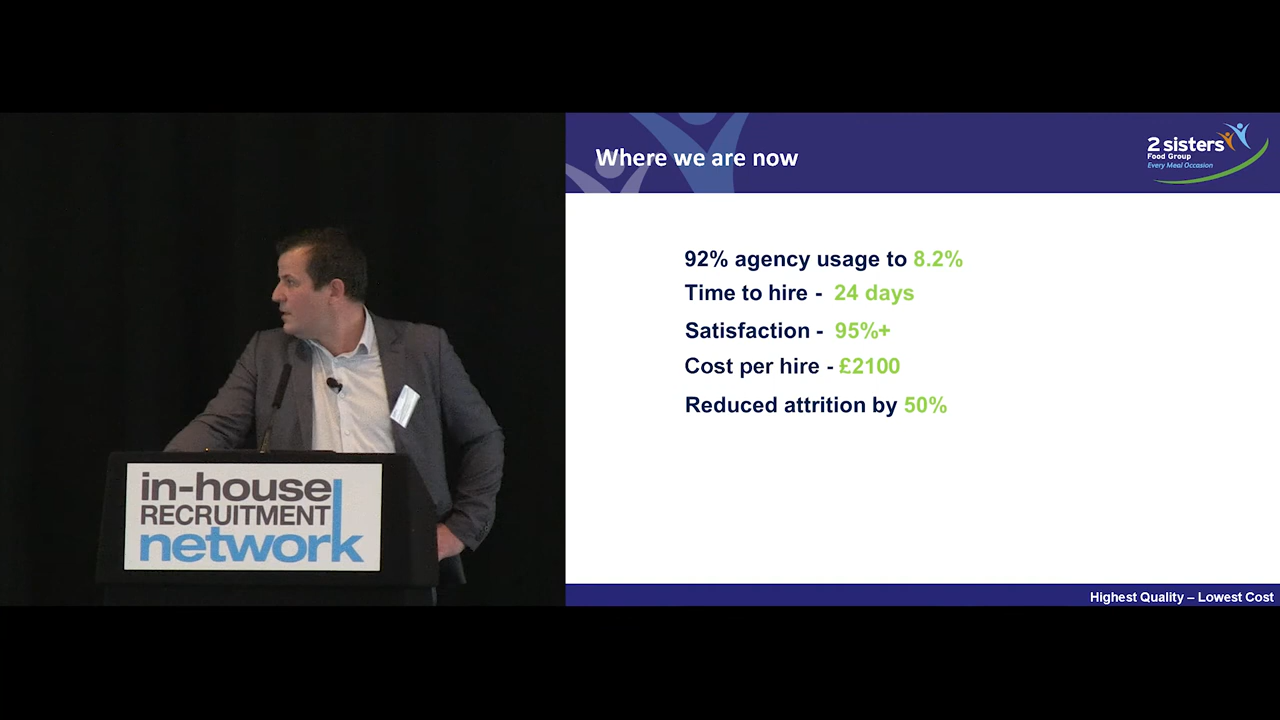 Where we are now
2 sisters
Food Group
Every Meal Occasion
92% agency usage to 8.2%
Time to hire - 24 days
Satisfaction - 95%+
Cost per hire - £2100
Reduced attrition by 50%
Highest Quality – Lowest Cost
in-house
RECRUITMENT
network